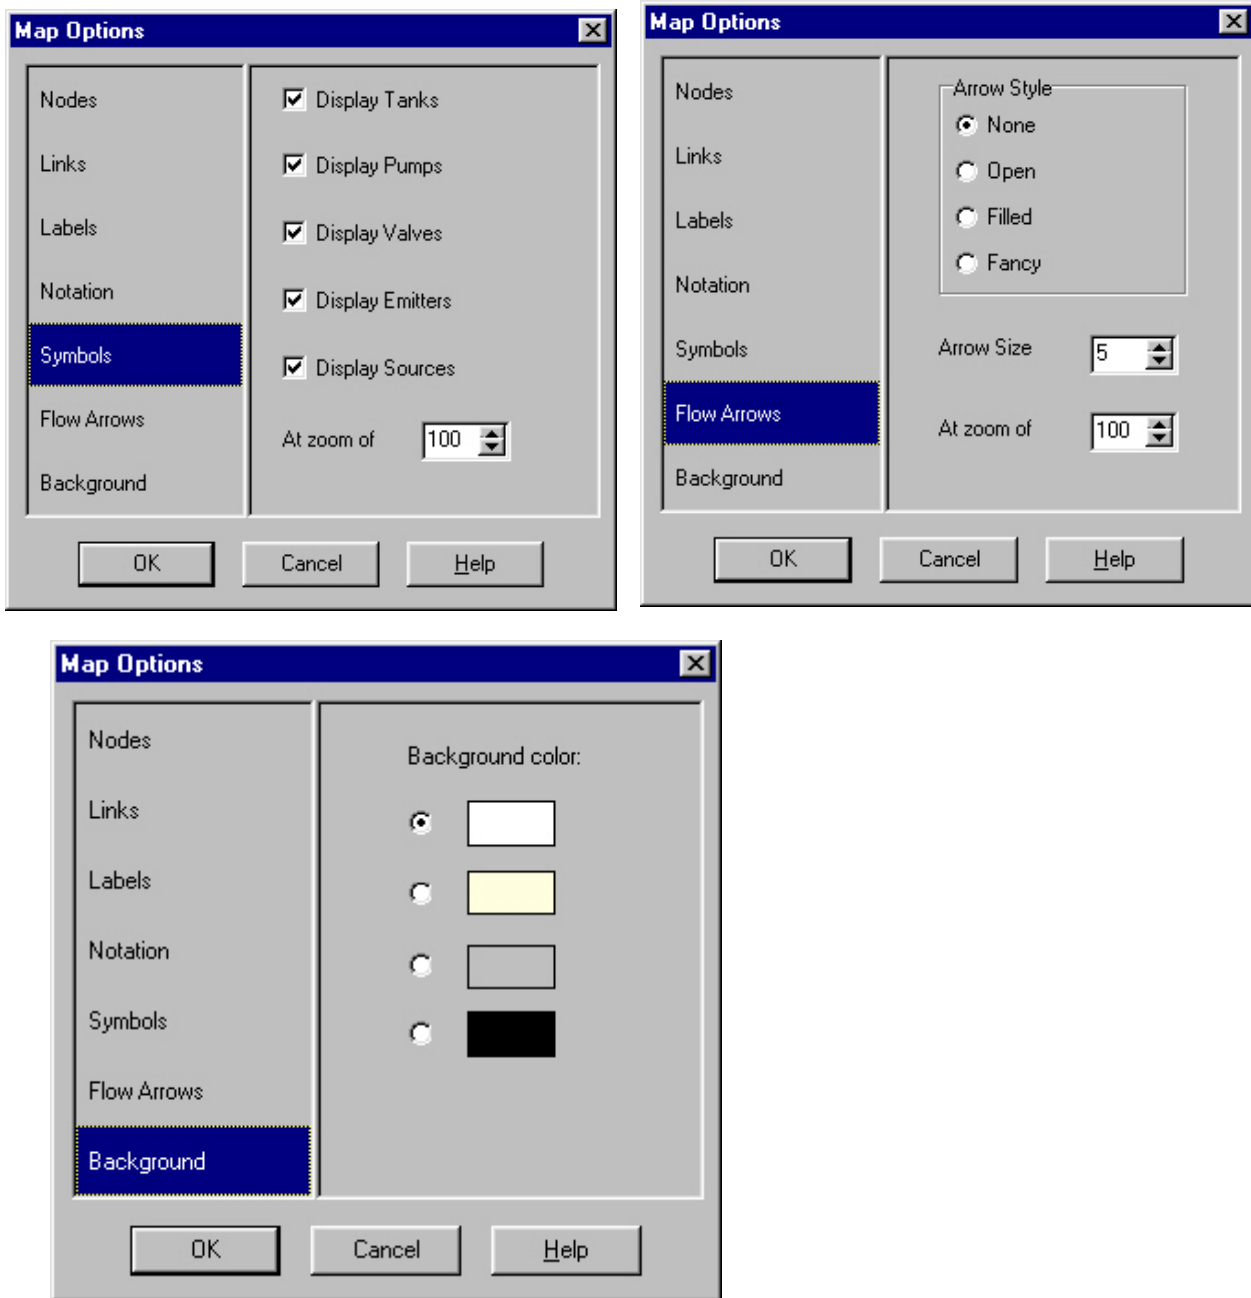 Map Options
Nodes
Links
Labels
Notation
Symbols
Flow Arrows
Background
Display Tanks
Display Pumps
Display Valves
Display Emitters
Display Sources
At zoom of 100
OK Cancel Help
Map Options
Nodes
Links
Labels
Notation
Symbols
Flow Arrows
Background
Arrow Style
None
Open
Filled
Fancy
Arrow Size 5
At zoom of 100
OK Cancel Help
Map Options
Nodes
Links
Labels
Notation
Symbols
Flow Arrows
Background
Background color:
OK Cancel Help